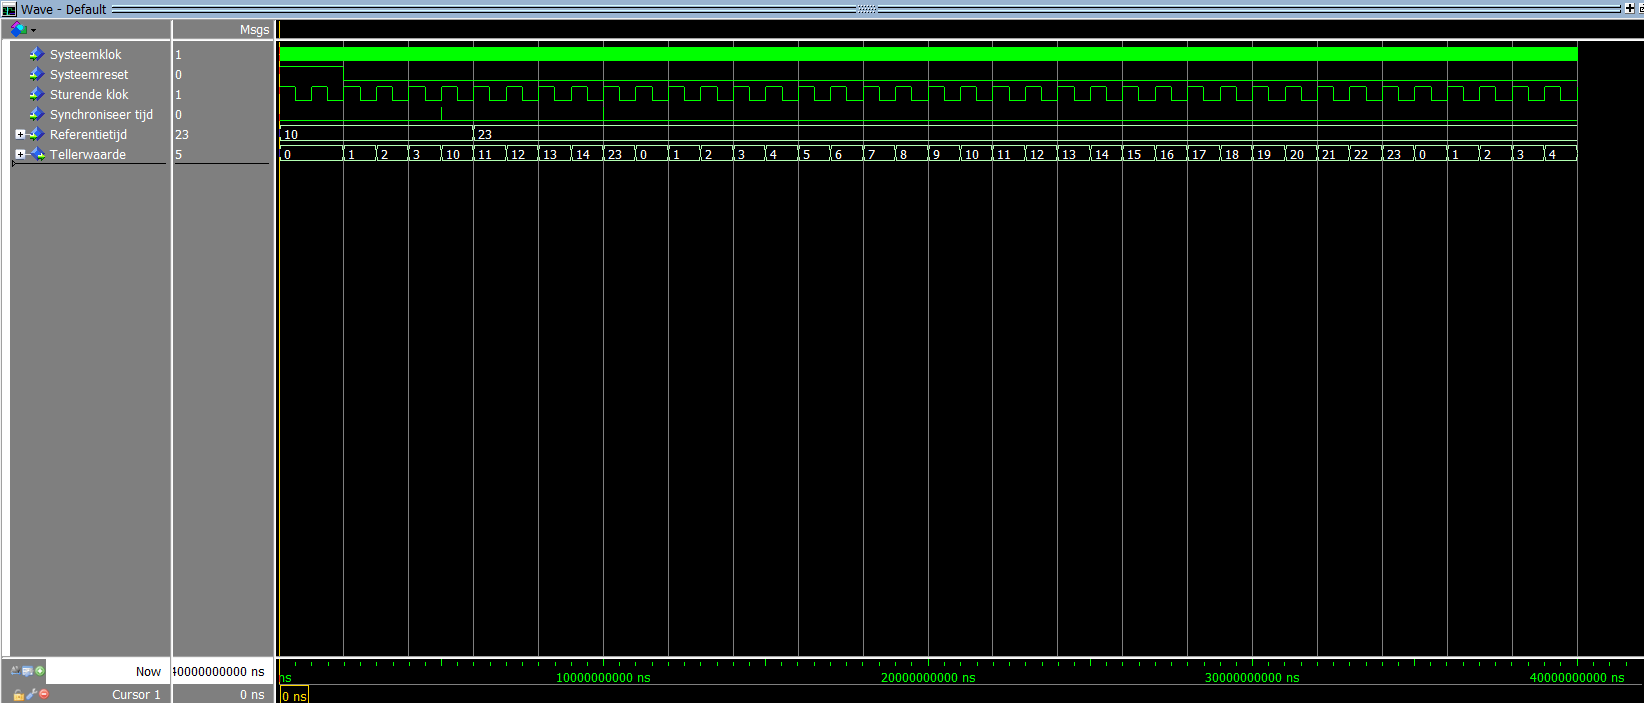 Wave - Default
Msgs
Systeemklok 1
Systeemreset 0
Sturende klok 1
Synchroniseer tijd 0
Referentietijd 23 10 23
Tellerwaarde 5 0 1 2 3 10 11 12 13 14 23 0 1 2 3 4 5 6 7 8 9 10 11 12 13 14 15 16 17 18 19 20 21 22 23 0 1 2 3 4
Now 40000000000 ns ns 10000000000 ns 20000000000 ns 30000000000 ns 40000000000 ns
Cursor 1 0 ns 0 ns